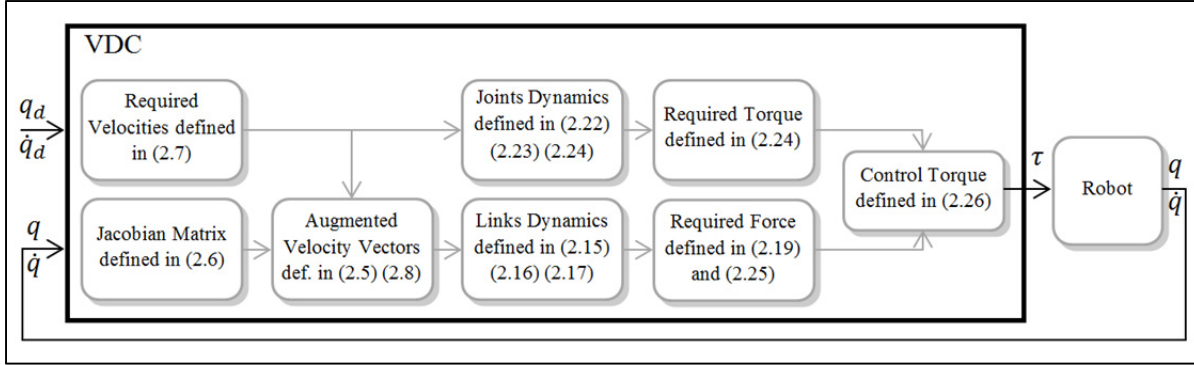 VDC
q_d
q̇_d
Required
Velocities defined
in (2.7)
Joints Dynamics
defined in (2.22)
(2.23) (2.24)
Required Torque
defined in (2.24)
Control Torque
defined in (2.26)
τ
Robot
q
q̇
q
q̇
Jacobian Matrix
defined in (2.6)
Augmented
Velocity Vectors
def. in (2.5) (2.8)
Links Dynamics
defined in (2.15)
(2.16) (2.17)
Required Force
defined in (2.19)
and (2.25)